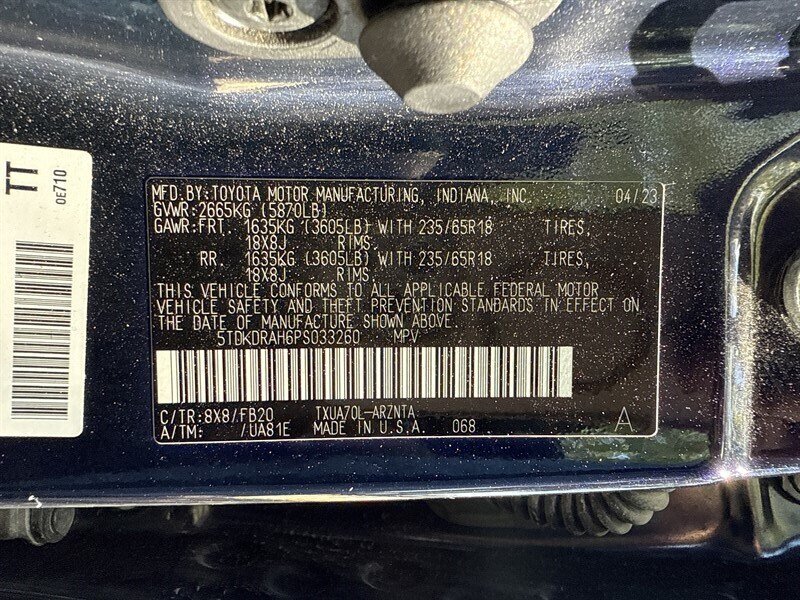 TT
0E710
MFD.BY:TOYOTA MOTOR MANUFACTURING, INDIANA, INC. 04/23
GVWR:2665KG (5870LB)
GAWR:FRT. 1635KG (3605LB) WITH 235/65R18 TIRES,
18X8J RIMS.
RR. 1635KG (3605LB) WITH 235/65R18 TIRES,
18X8J RIMS.
THIS VEHICLE CONFORMS TO ALL APPLICABLE FEDERAL MOTOR
VEHICLE SAFETY AND THEFT PREVENTION STANDARDS IN EFFECT ON
THE DATE OF MANUFACTURE SHOWN ABOVE.
5TDKDRAH6PS033260 MPV
C/TR:8X8/FB20 TXUA70L-ARZNTA
A/TM: /UA81E MADE IN U.S.A. 068 A